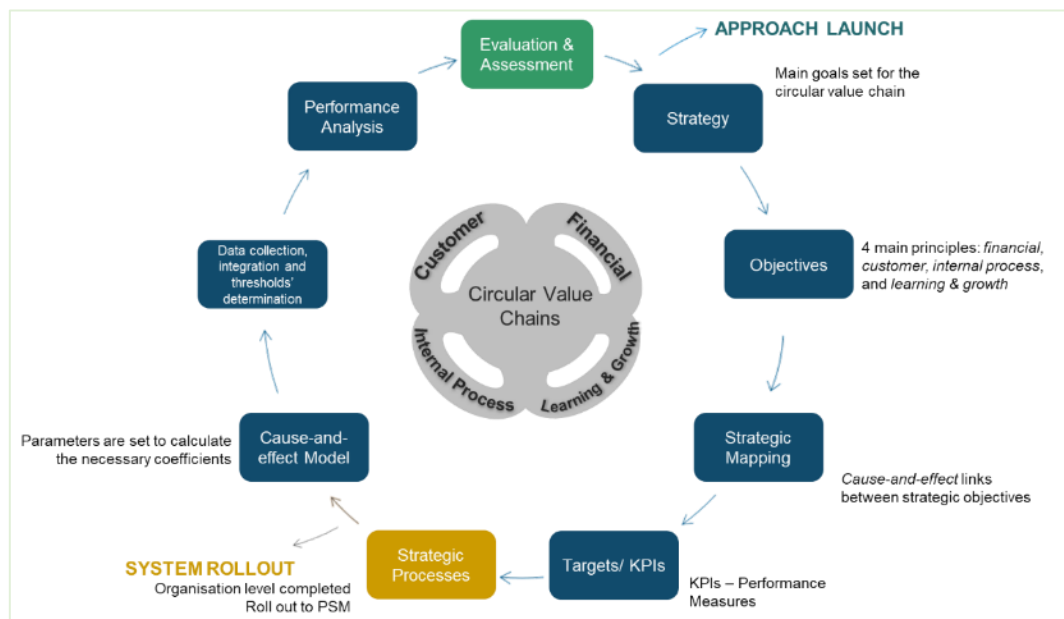 Evaluation &
Assessment
APPROACH LAUNCH
Main goals set for the
circular value chain
Strategy
Performance
Analysis
Customer
Financial
Data collection,
integration and
thresholds'
determination
Objectives
4 main principles: financial,
customer, internal process,
and learning & growth
Circular Value
Chains
Internal Process
Learning & Growth
Parameters are set to calculate
the necessary coefficients
Cause-and-
effect Model
Strategic
Mapping
Cause-and-effect links
between strategic objectives
SYSTEM ROLLOUT
Organisation level completed
Roll out to PSM
Strategic
Processes
Targets/ KPIs
KPIs – Performance
Measures